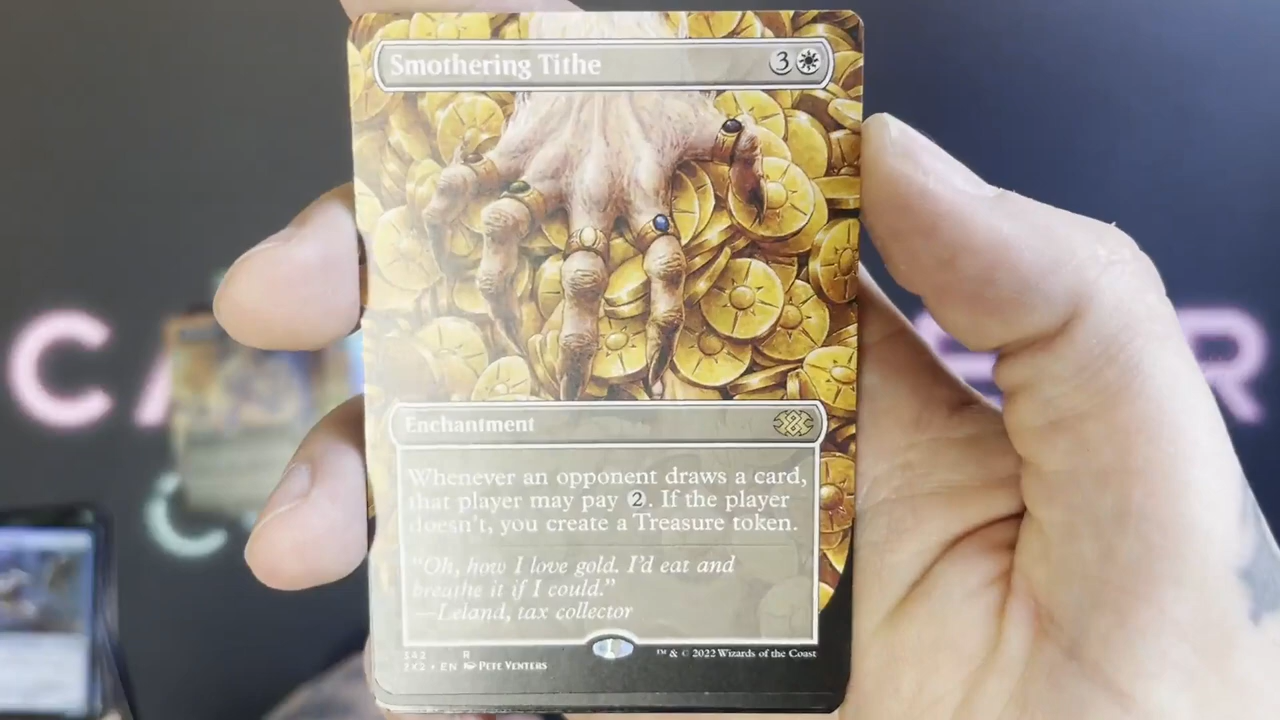 Smothering Tithe 3
Enchantment
Whenever an opponent draws a card,
that player may pay 2. If the player
doesn't, you create a Treasure token.
"Oh, how I love gold. I'd eat and
breathe it if I could."
—Leland, tax collector
342 R
2X2 • EN PETE VENTERS
™ & © 2022 Wizards of the Coast
C
R